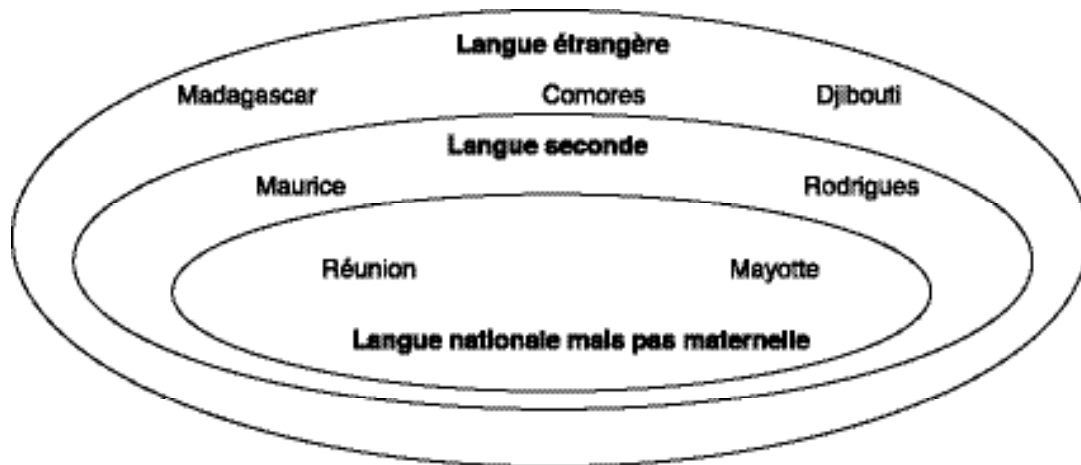 Langue étrangère
Madagascar Comores Djibouti
Langue seconde
Maurice Rodrigues
Réunion Mayotte
Langue nationale mais pas maternelle